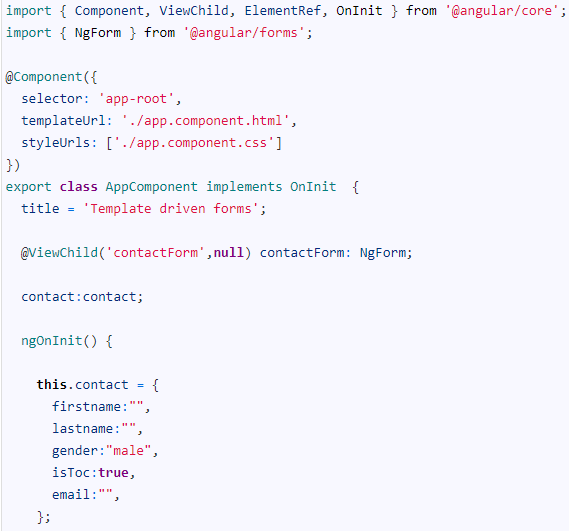 import { Component, ViewChild, ElementRef, OnInit } from '@angular/core';
import { NgForm } from '@angular/forms';
@Component({
selector: 'app-root',
templateUrl: './app.component.html',
styleUrls: ['./app.component.css']
})
export class AppComponent implements OnInit  {
title = 'Template driven forms';
@ViewChild('contactForm',null) contactForm: NgForm;
contact:contact;
ngOnInit() {
this.contact = {
firstname:"",
lastname:"",
gender:"male",
isToc:true,
email:"",
};